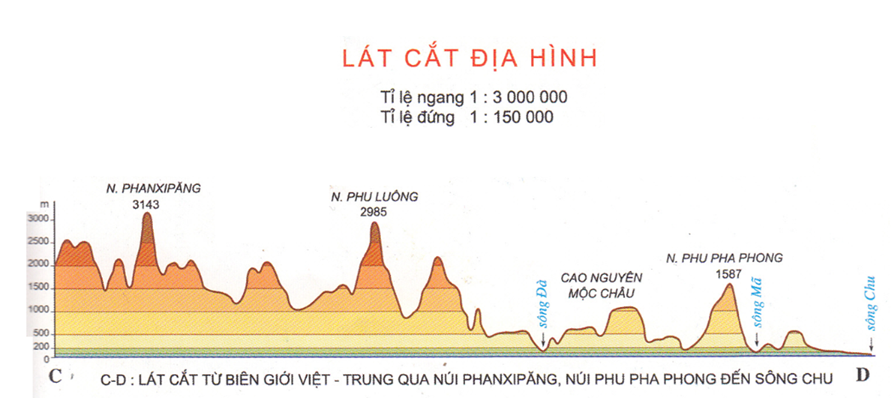 LÁT CẮT ĐỊA HÌNH
Tỉ lệ ngang 1 : 3 000 000
Tỉ lệ đứng 1 : 150 000
N. PHANXIPĂNG
3143
N. PHU LUÔNG
2985
N. PHU PHA PHONG
1587
CAO NGUYÊN
MỘC CHÂU
sông Đà
sông Mã
sông Chu
m
3000
2500
2000
1500
1000
500
200
0
C
D
C-D : LÁT CẮT TỪ BIÊN GIỚI VIỆT - TRUNG QUA NÚI PHANXIPĂNG, NÚI PHU PHA PHONG ĐẾN SÔNG CHU